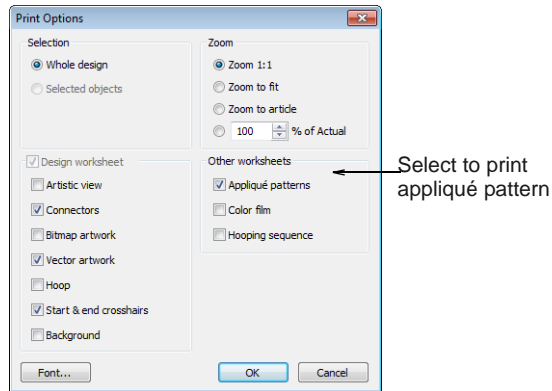 Print Options
Selection
Whole design
Selected objects
Zoom
Zoom 1:1
Zoom to fit
Zoom to article
100 % of Actual
Design worksheet
Artistic view
Connectors
Bitmap artwork
Vector artwork
Hoop
Start & end crosshairs
Background
Other worksheets
Appliqué patterns
Color film
Hooping sequence
Select to print
appliqué pattern
Font...
OK
Cancel